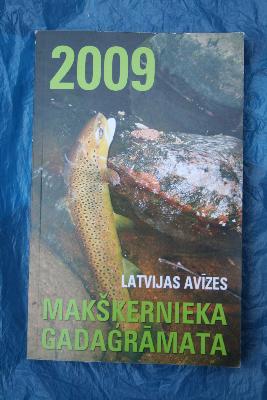 2009
LATVIJAS AVĪZES
MAKŠĶERNIEKA
GADAGRĀMATA